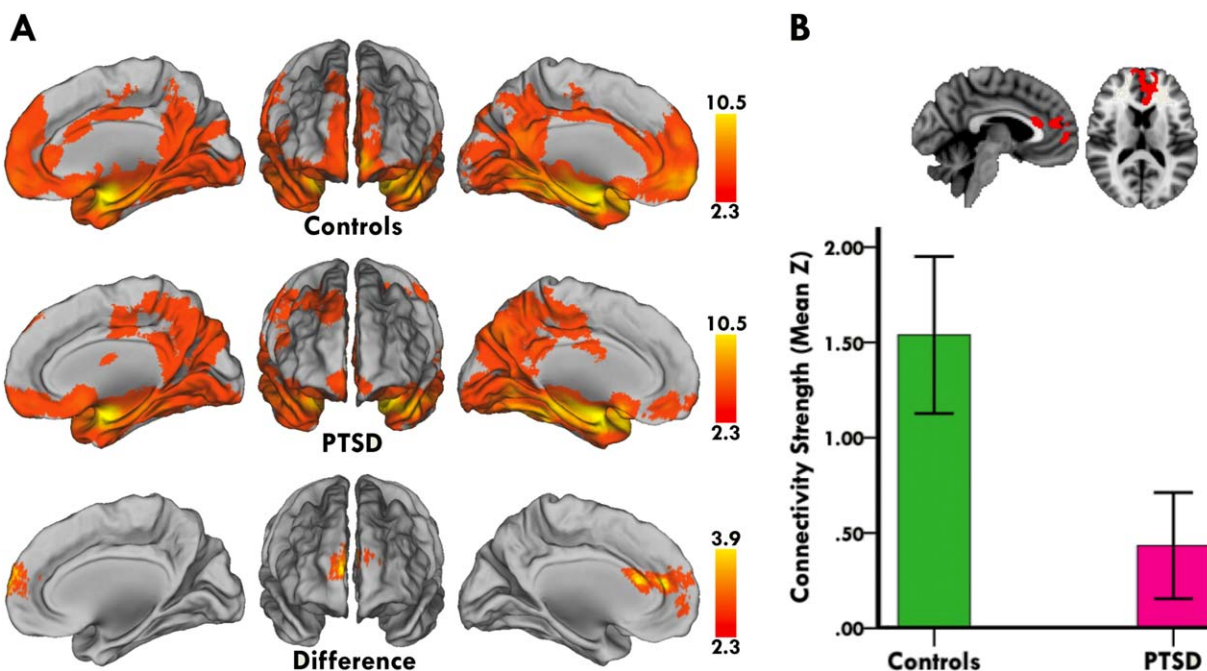 A
10.5
2.3
Controls
10.5
2.3
PTSD
3.9
2.3
Difference
B
Connectivity Strength (Mean Z)
2.00
1.50
1.00
.50
.00
Controls
PTSD